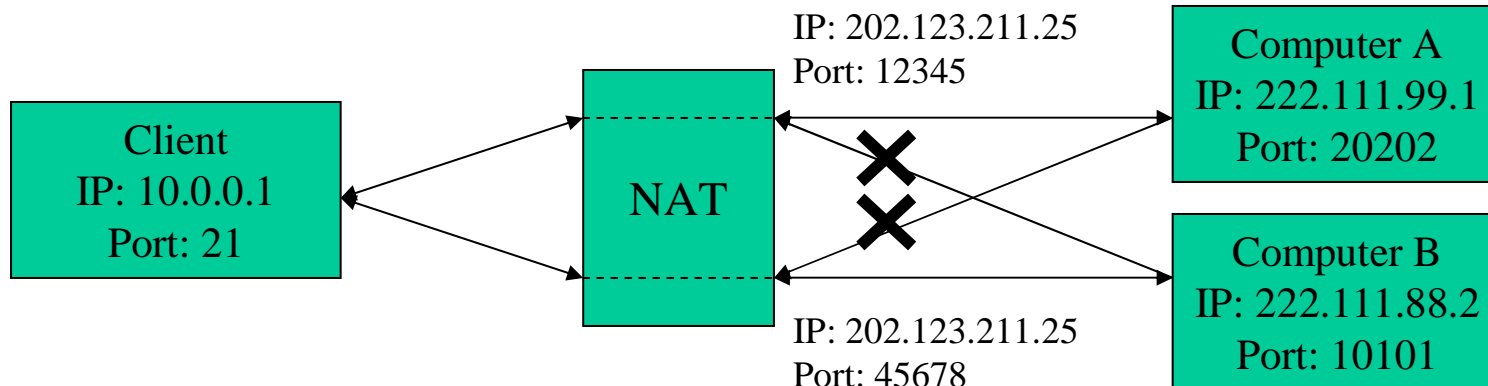 IP: 202.123.211.25
Port: 12345
Computer A
IP: 222.111.99.1
Port: 20202
Client
IP: 10.0.0.1
Port: 21
NAT
Computer B
IP: 222.111.88.2
Port: 10101
IP: 202.123.211.25
Port: 45678